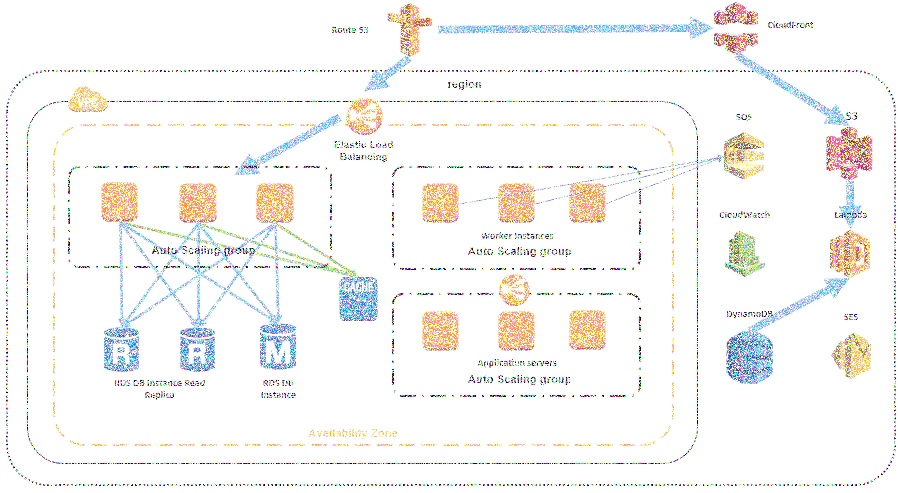 Route 53
CloudFront
region
Elastic Load
Balancing
SQS
S3
CloudWatch
Lambda
Worker Instances
Auto Scaling group
Auto Scaling group
CACHE
DynamoDB
SES
R
R
M
Application servers
Auto Scaling group
RDS DB Instance Read
Replica
RDS DB
Instance
Availability Zone